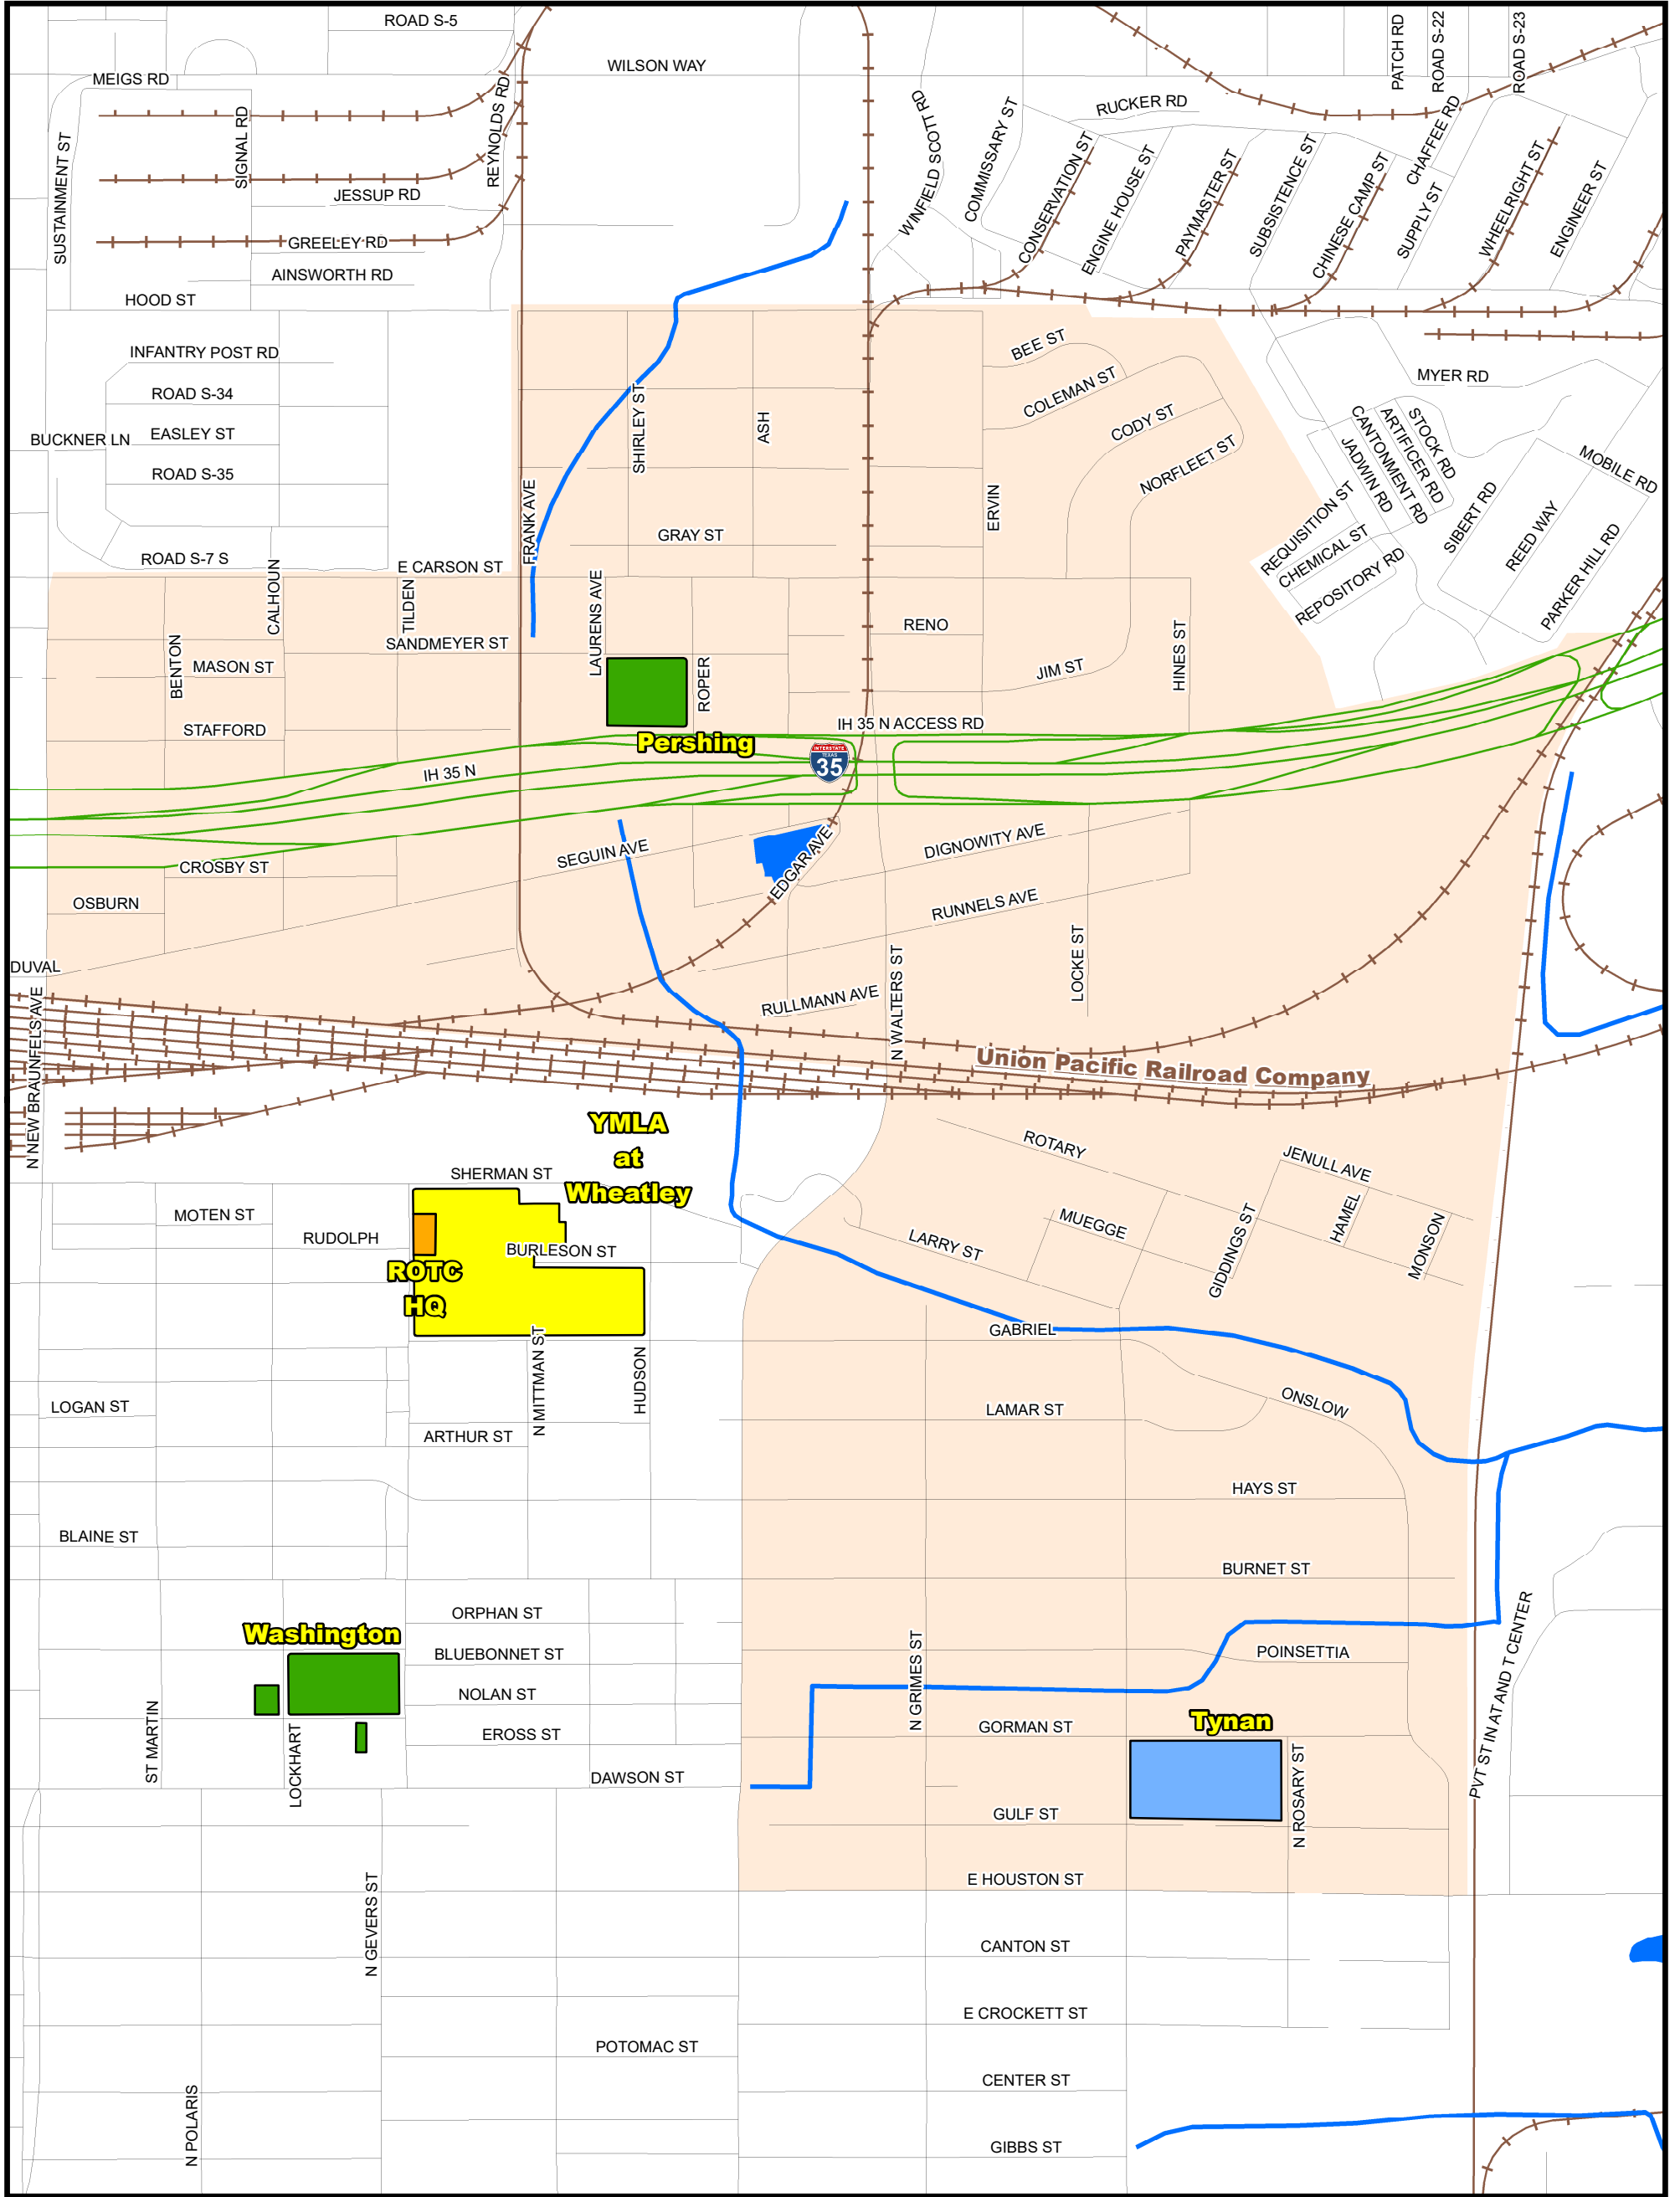 ROAD S-5
WILSON WAY
PATCH RD
ROAD S-22
ROAD S-23
MEIGS RD
REYNOLDS RD
RUCKER RD
WINFIELD SCOTT RD
COMMISSARY ST
CONSERVATION ST
ENGINE HOUSE ST
PAYMASTER ST
SUBSISTENCE ST
CHINESE CAMP ST
CHAFFEE RD
SUPPLY ST
WHEELRIGHT ST
ENGINEER ST
SUSTAINMENT ST
SIGNAL RD
JESSUP RD
GREELEY RD
AINSWORTH RD
HOOD ST
INFANTRY POST RD
ROAD S-34
EASLEY ST
BUCKNER LN
ROAD S-35
ROAD S-7 S
BEE ST
COLEMAN ST
CODY ST
NORFLEET ST
MYER RD
STOCK RD
ARTIFICER RD
CANTONMENT RD
JADWIN RD
MOBILE RD
SIBERT RD
REED WAY
PARKER HILL RD
REQUISITION ST
CHEMICAL ST
REPOSITORY RD
SHIRLEY ST
ASH
FRANK AVE
ERVIN
GRAY ST
E CARSON ST
CALHOUN
TILDEN
LAURENS AVE
RENO
SANDMEYER ST
BENTON
MASON ST
ROPER
JIM ST
HINES ST
STAFFORD
IH 35 N ACCESS RD
Pershing
INTERSTATE
TEXAS
35
IH 35 N
SEGUIN AVE
EDGAR AVE
DIGNOWITY AVE
CROSBY ST
OSBURN
RUNNELS AVE
DUVAL
LOCKE ST
N WALTERS ST
RULLMANN AVE
N NEW BRAUNFELS AVE
Union Pacific Railroad Company
YMLA
at
Wheatley
SHERMAN ST
ROTARY
JENULL AVE
MOTEN ST
RUDOLPH
BURLESON ST
MUEGGE
LARRY ST
GIDDINGS ST
HAMEL
MONSON
ROTC
HQ
GABRIEL
N MITTMAN ST
HUDSON
LOGAN ST
LAMAR ST
ONSLOW
ARTHUR ST
HAYS ST
BLAINE ST
BURNET ST
ORPHAN ST
Washington
BLUEBONNET ST
POINSETTIA
NOLAN ST
N GRIMES ST
PVT ST IN AT AND T CENTER
ST MARTIN
LOCKHART
EROSS ST
GORMAN ST
Tynan
DAWSON ST
GULF ST
N ROSARY ST
E HOUSTON ST
N GEVERS ST
CANTON ST
E CROCKETT ST
POTOMAC ST
CENTER ST
N POLARIS
GIBBS ST